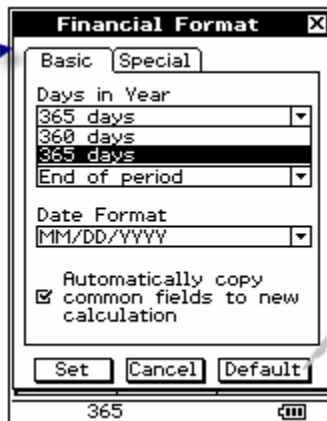 Financial Format
Basic Special
Days in Year
365 days
360 days
365 days
End of period
Date Format
MM/DD/YYYY
Automatically copy
common fields to new
calculation
Set Cancel Default
365